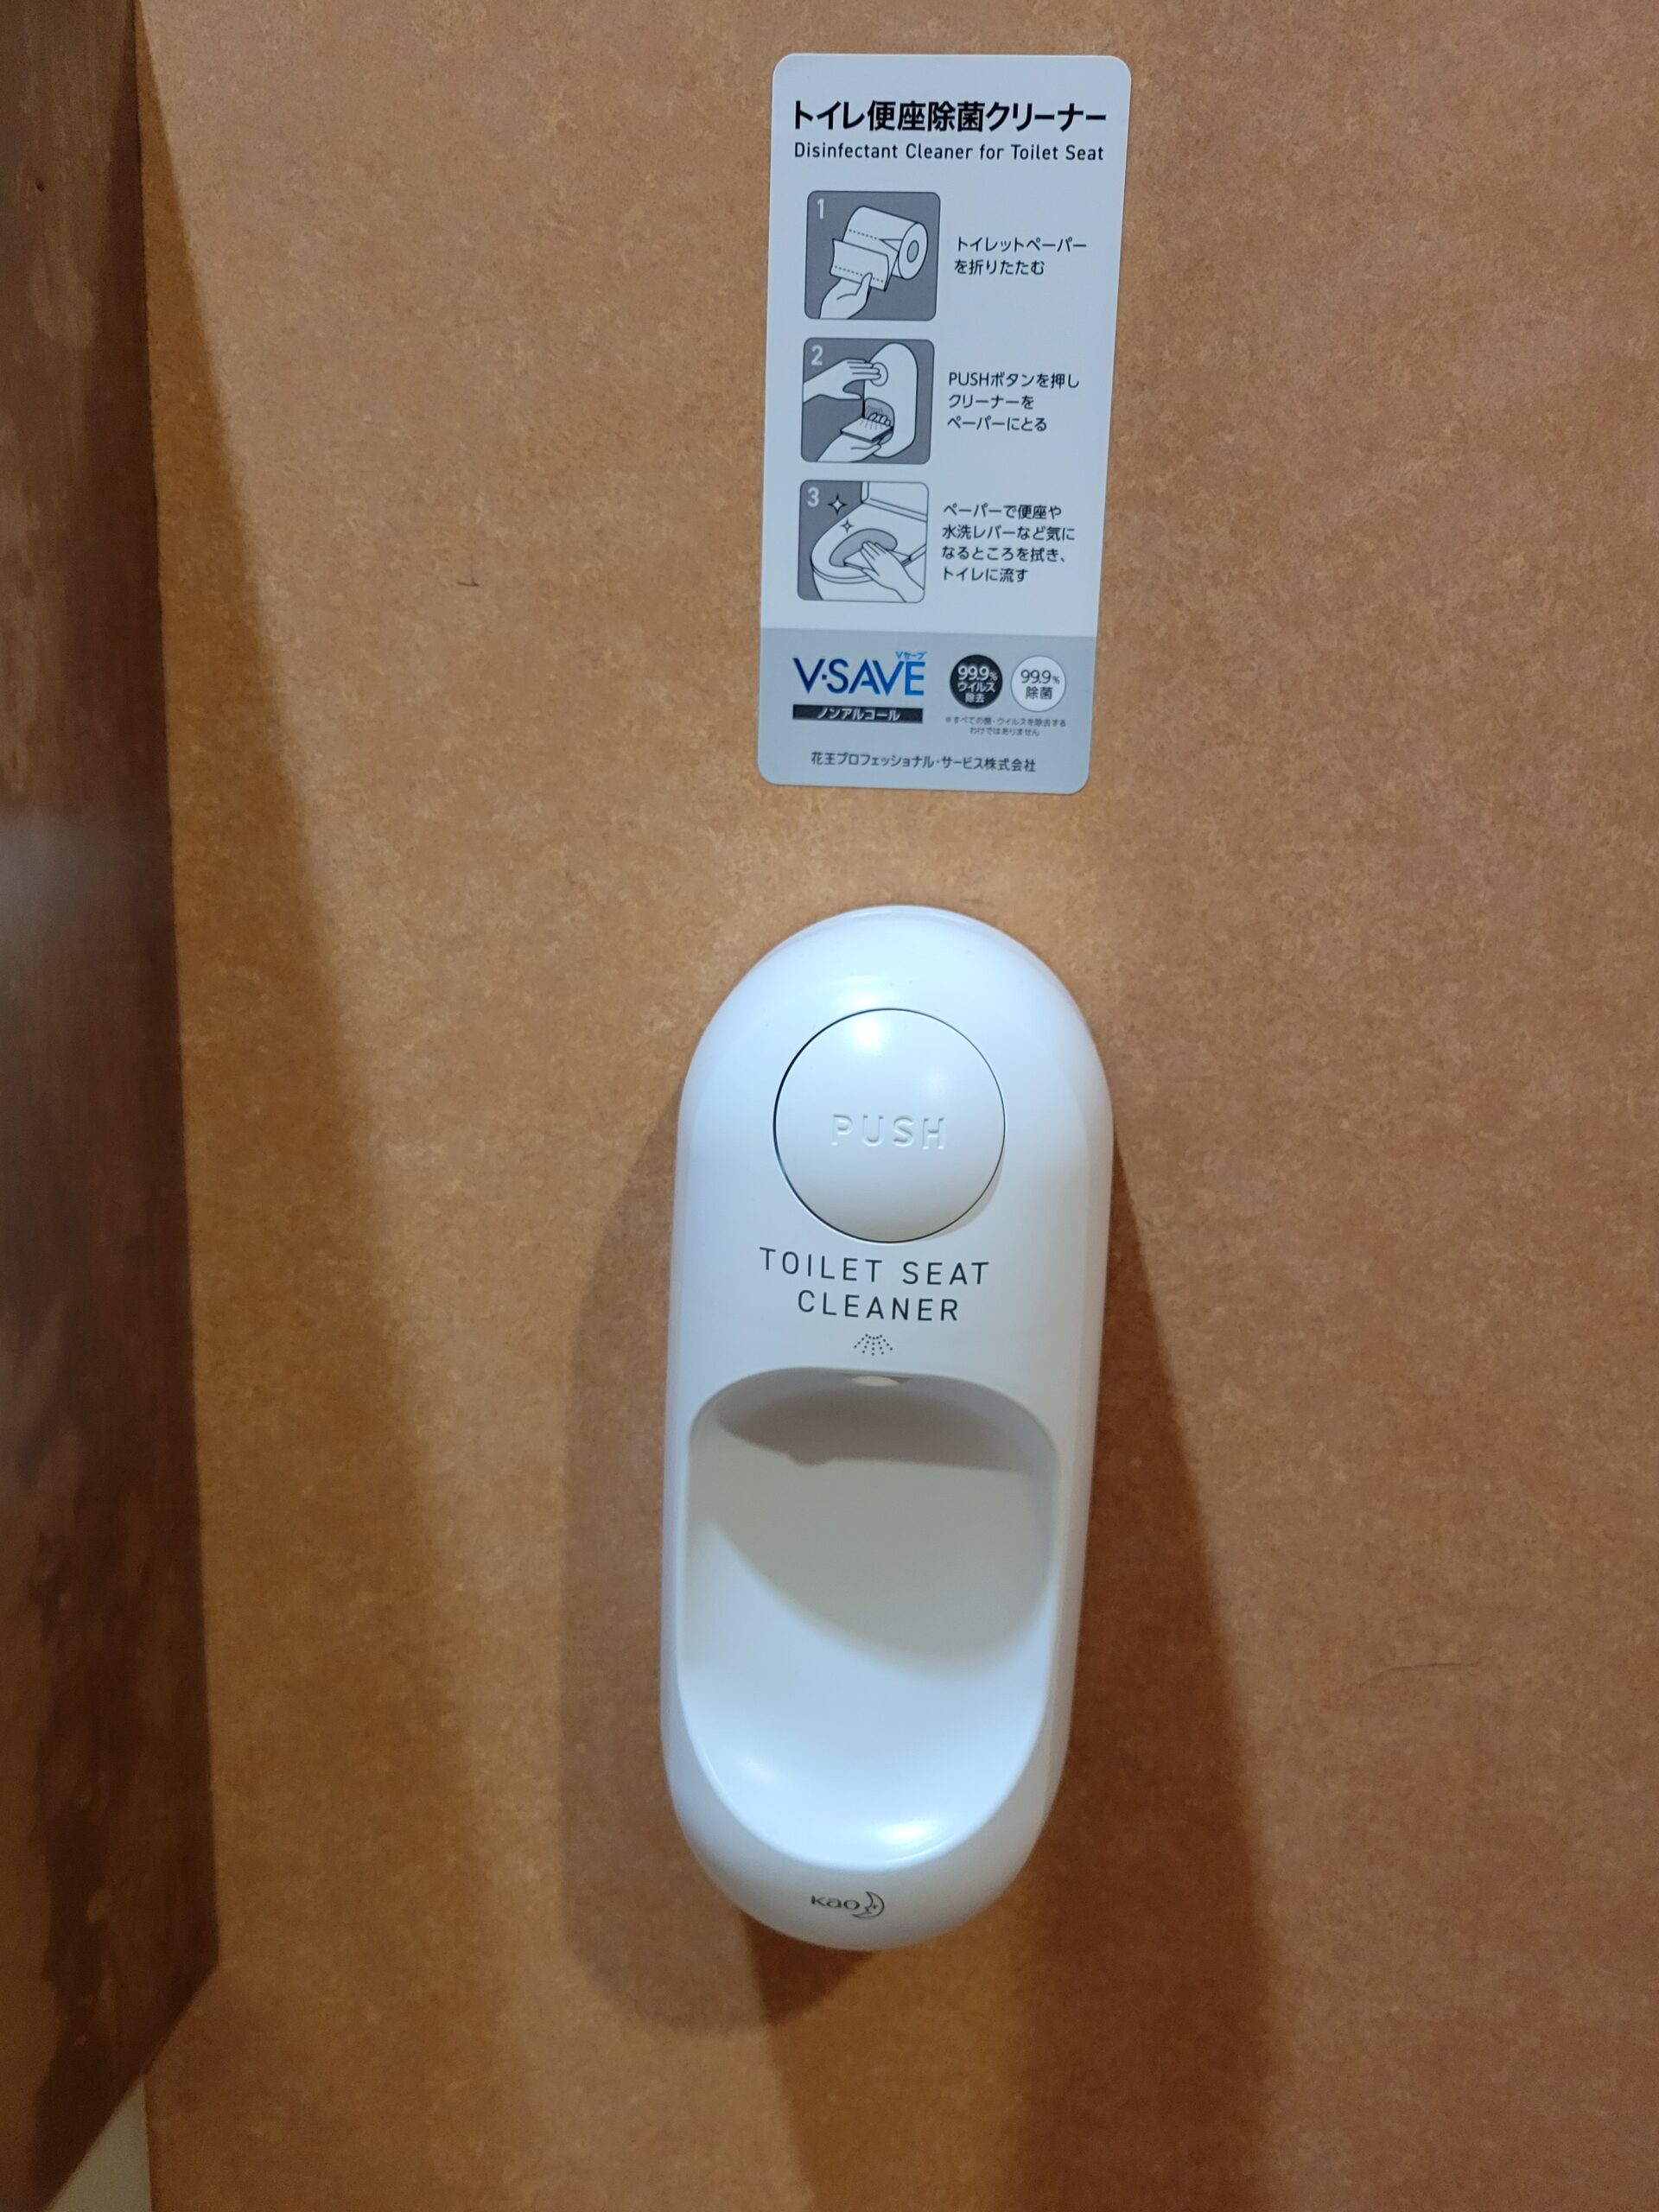 トイレ便座除菌クリーナー
Disinfectant Cleaner for Toilet Seat
1
トイレットペーパー
を折りたたむ
2
PUSHボタンを押し
クリーナーを
ペーパーにとる
3
ペーパーで便座や
水洗レバーなど気に
なるところを拭き、
トイレに流す
Vセーブ
V・SAVE
ノンアルコール
99.9%
ウイルス
除去
99.9%
除菌
※すべての菌・ウイルスを除去する
わけではありません
花王プロフェッショナル・サービス株式会社
PUSH
TOILET SEAT
CLEANER
kao